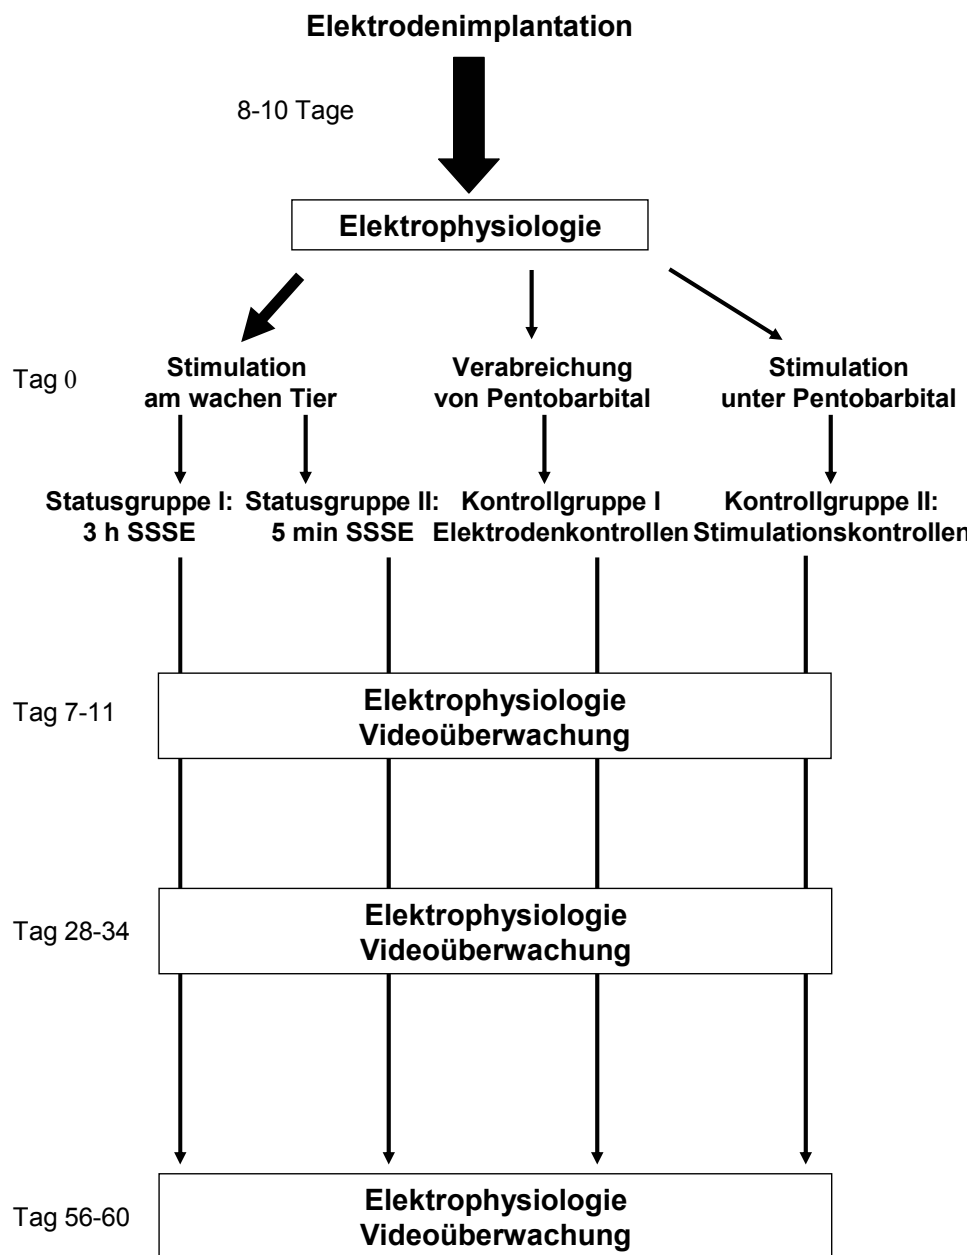 Elektrodenimplantation
8-10 Tage
Elektrophysiologie
Tag 0
Stimulation
am wachen Tier
Verabreichung
von Pentobarbital
Stimulation
unter Pentobarbital
Statusgruppe I:
3 h SSSE
Statusgruppe II:
5 min SSSE
Kontrollgruppe I
Elektrodenkontrollen
Kontrollgruppe II:
Stimulationskontrollen
Tag 7-11
Elektrophysiologie
Videoüberwachung
Tag 28-34
Elektrophysiologie
Videoüberwachung
Tag 56-60
Elektrophysiologie
Videoüberwachung